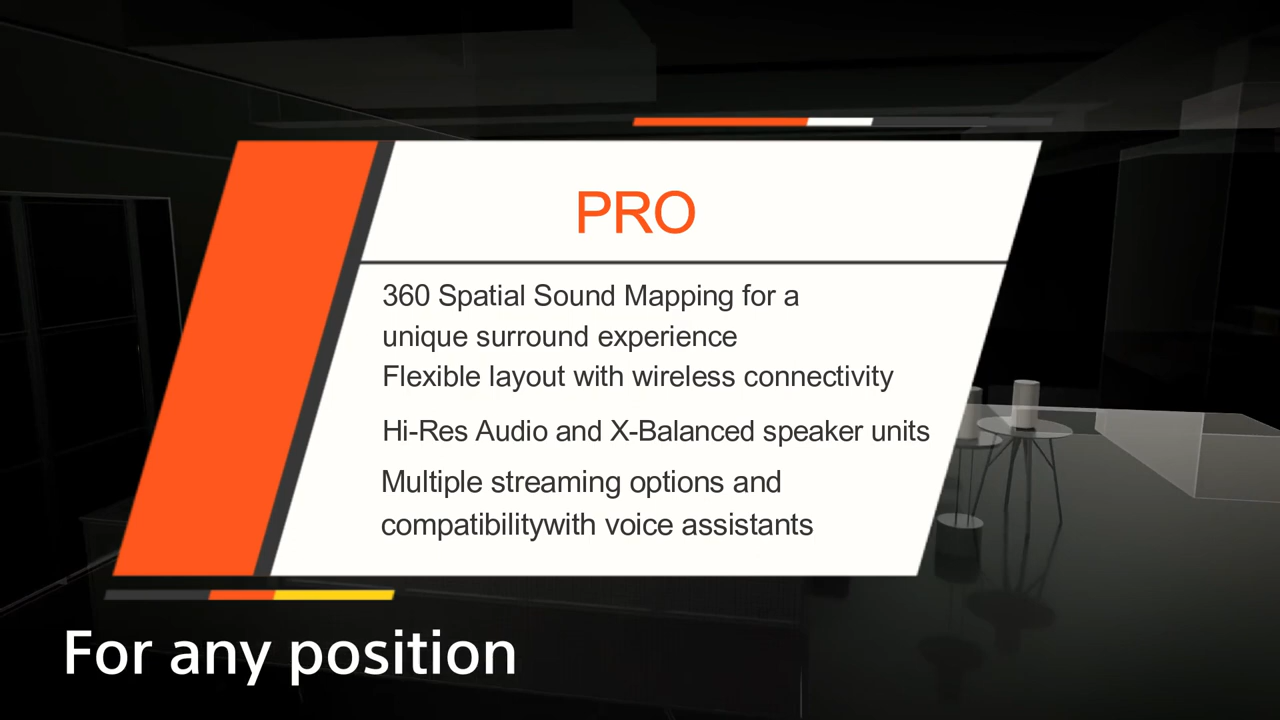 PRO
360 Spatial Sound Mapping for a
unique surround experience
Flexible layout with wireless connectivity
Hi-Res Audio and X-Balanced speaker units
Multiple streaming options and
compatibilitywith voice assistants
For any position